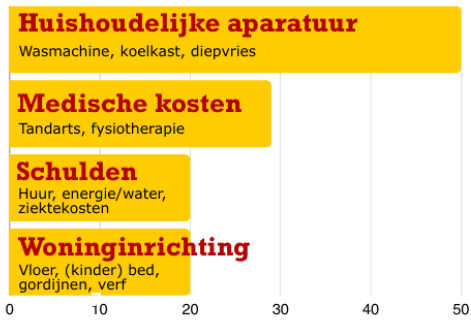 Huishoudelijke aparatuur
Wasmachine, koelkast, diepvries
Medische kosten
Tandarts, fysiotherapie
Schulden
Huur, energie/water,
ziektekosten
Woninginrichting
Vloer, (kinder) bed,
gordijnen, verf
0 10 20 30 40 50